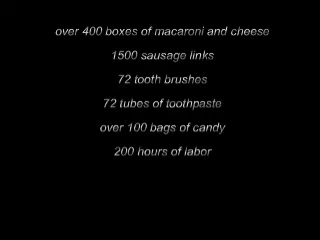 over 400 boxes of macaroni and cheese
1500 sausage links
72 tooth brushes
72 tubes of toothpaste
over 100 bags of candy
200 hours of labor